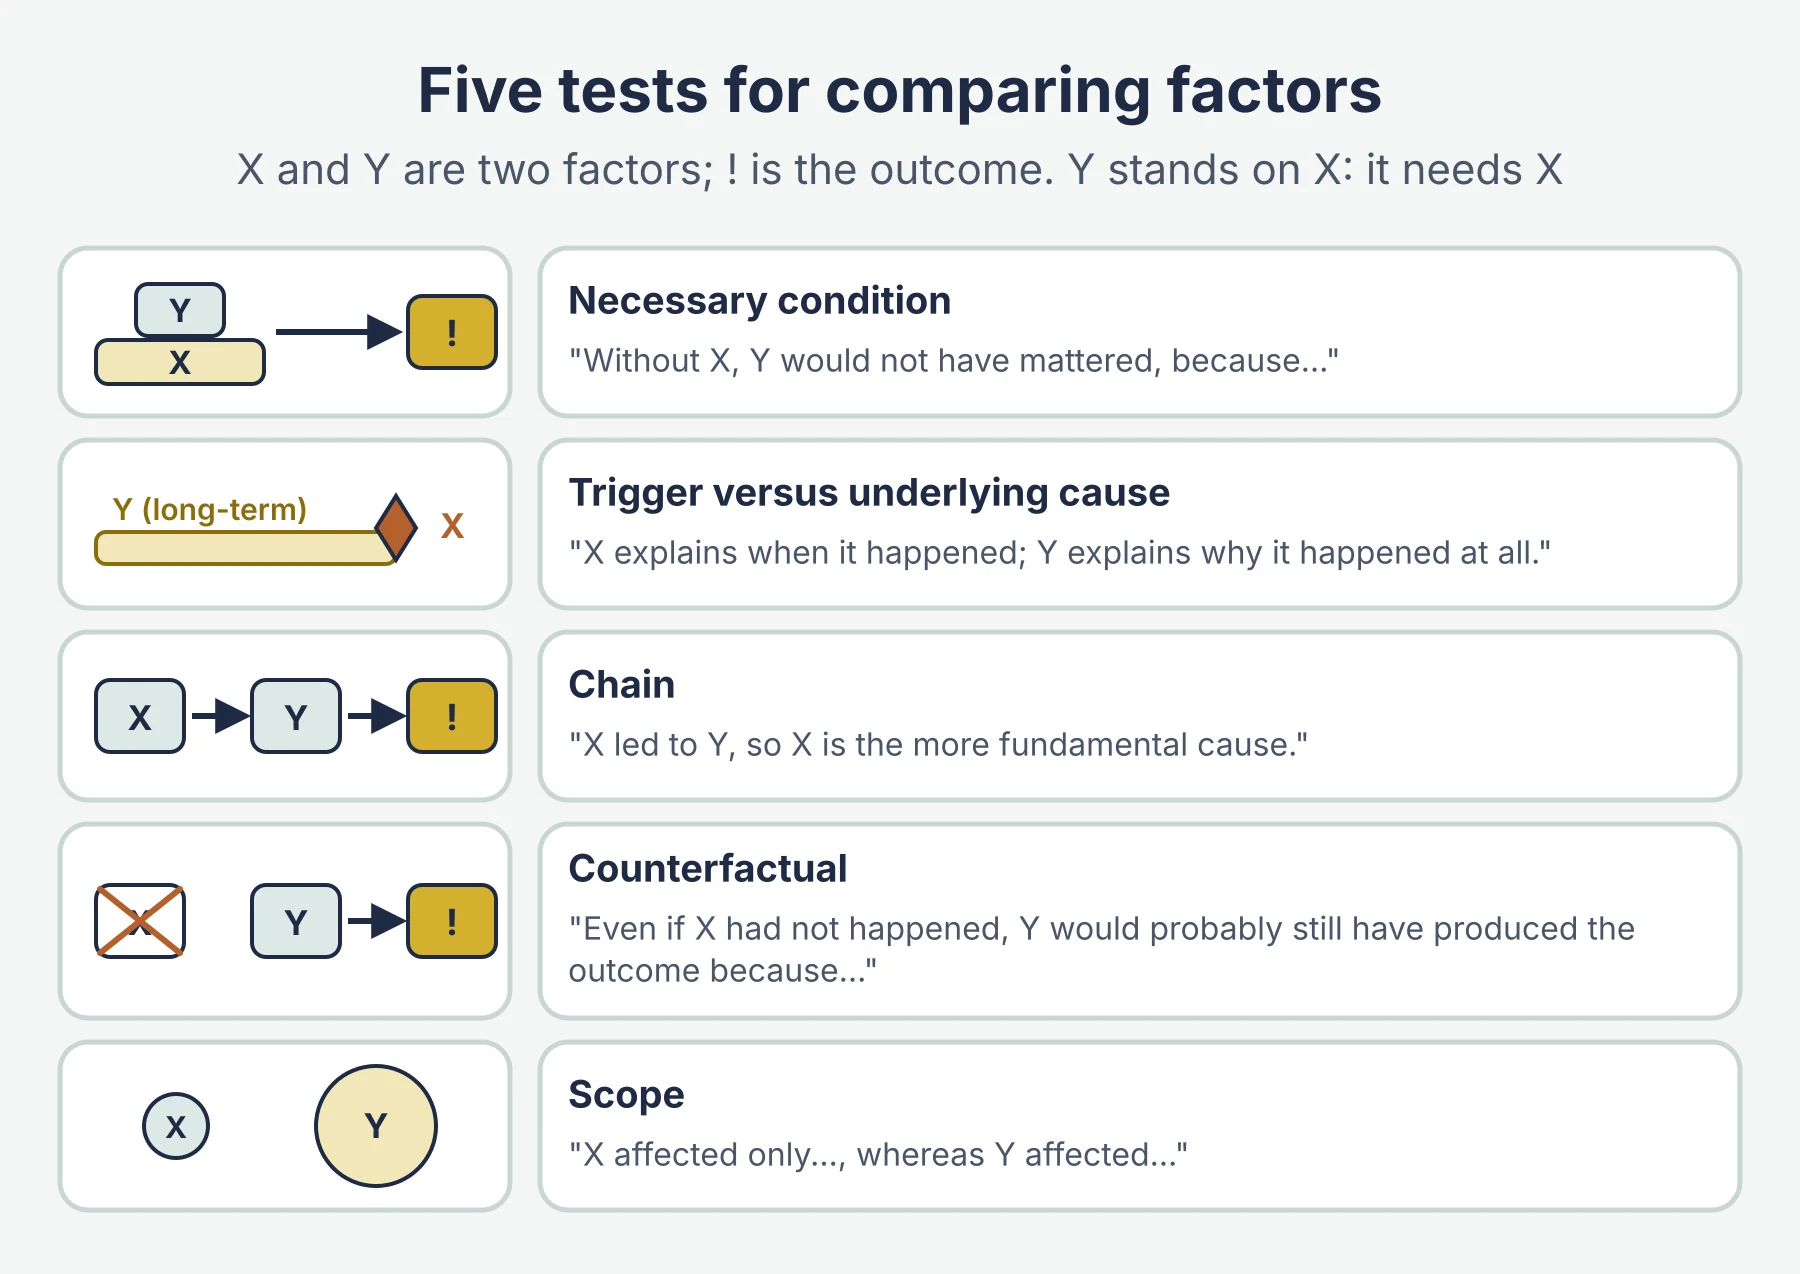 Five tests for comparing factors
X and Y are two factors; ! is the outcome. Y stands on X: it needs X
Y
X
!
Necessary condition
"Without X, Y would not have mattered, because..."
Y (long-term)
X
Trigger versus underlying cause
"X explains when it happened; Y explains why it happened at all."
X
Y
!
Chain
"X led to Y, so X is the more fundamental cause."
X
Y
!
Counterfactual
"Even if X had not happened, Y would probably still have produced the
outcome because..."
X
Y
Scope
"X affected only..., whereas Y affected..."